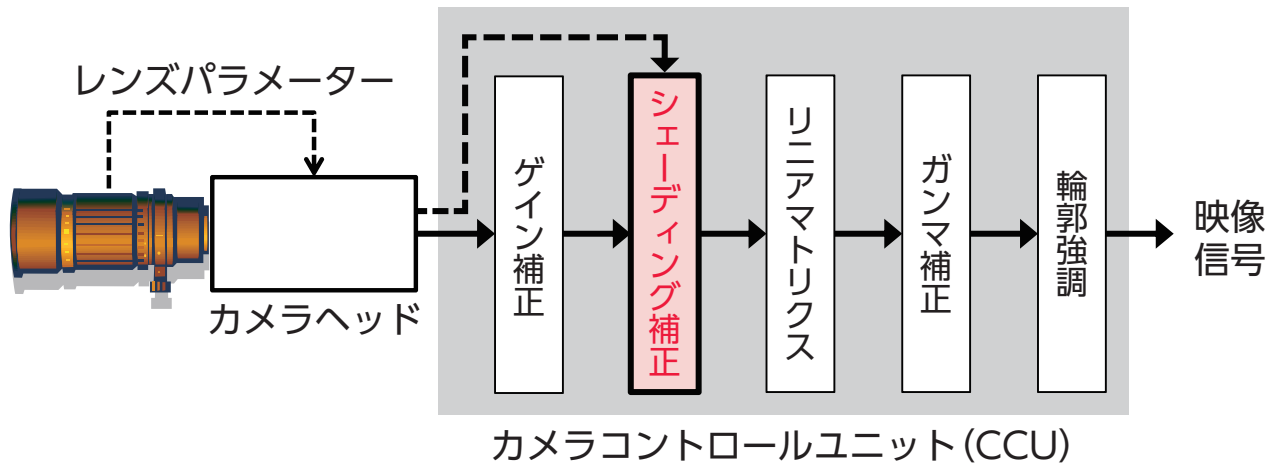 レンズパラメーター
カメラヘッド
ゲイン補正
シェーディング補正
リニアマトリクス
ガンマ補正
輪郭強調
映像
信号
カメラコントロールユニット(CCU)